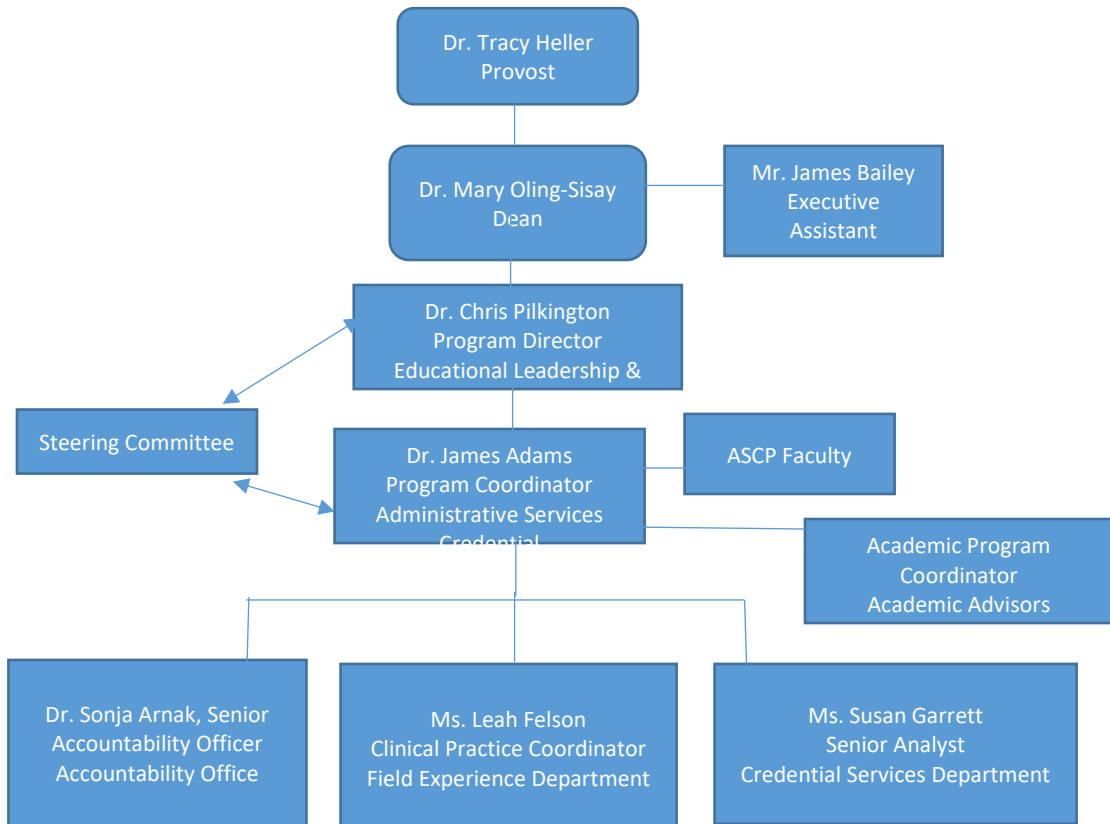 Dr. Tracy Heller
Provost
Dr. Mary Oling-Sisay
Dean
Mr. James Bailey
Executive
Assistant
Dr. Chris Pilkington
Program Director
Educational Leadership &
Steering Committee
Dr. James Adams
Program Coordinator
Administrative Services
Credential
ASCP Faculty
Academic Program
Coordinator
Academic Advisors
Dr. Sonja Arnak, Senior
Accountability Officer
Accountability Office
Ms. Leah Felson
Clinical Practice Coordinator
Field Experience Department
Ms. Susan Garrett
Senior Analyst
Credential Services Department